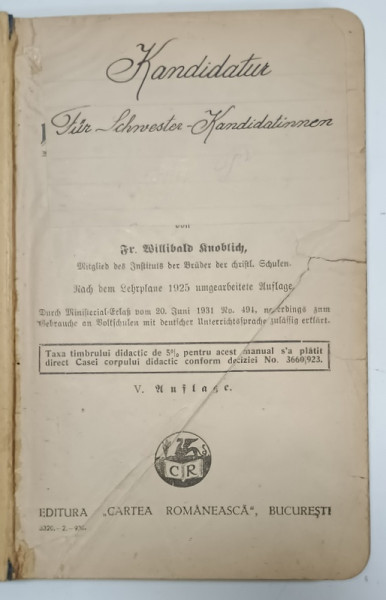 Kandidatur
Für Schwester-Kandidatinnen
von
Fr. Willibald Knoblich,
Mitglied des Instituts der Brüder der christl. Schulen.
Nach dem Lehrplane 1925 umgearbeitete Auflage.
Durch Ministerial-Erlaß vom 20. Juni 1931 No. 491, neuerdings zum
Gebrauche an Volksschulen mit deutscher Unterrichtssprache zulässig erklärt.
Taxa timbrului didactic de 5% pentru acest manual s'a plătit
direct Casei corpului didactic conform deciziei No. 3660,923.
V. Auflage.
CR
EDITURA „CARTEA ROMÂNEASCĂ", BUCUREȘTI